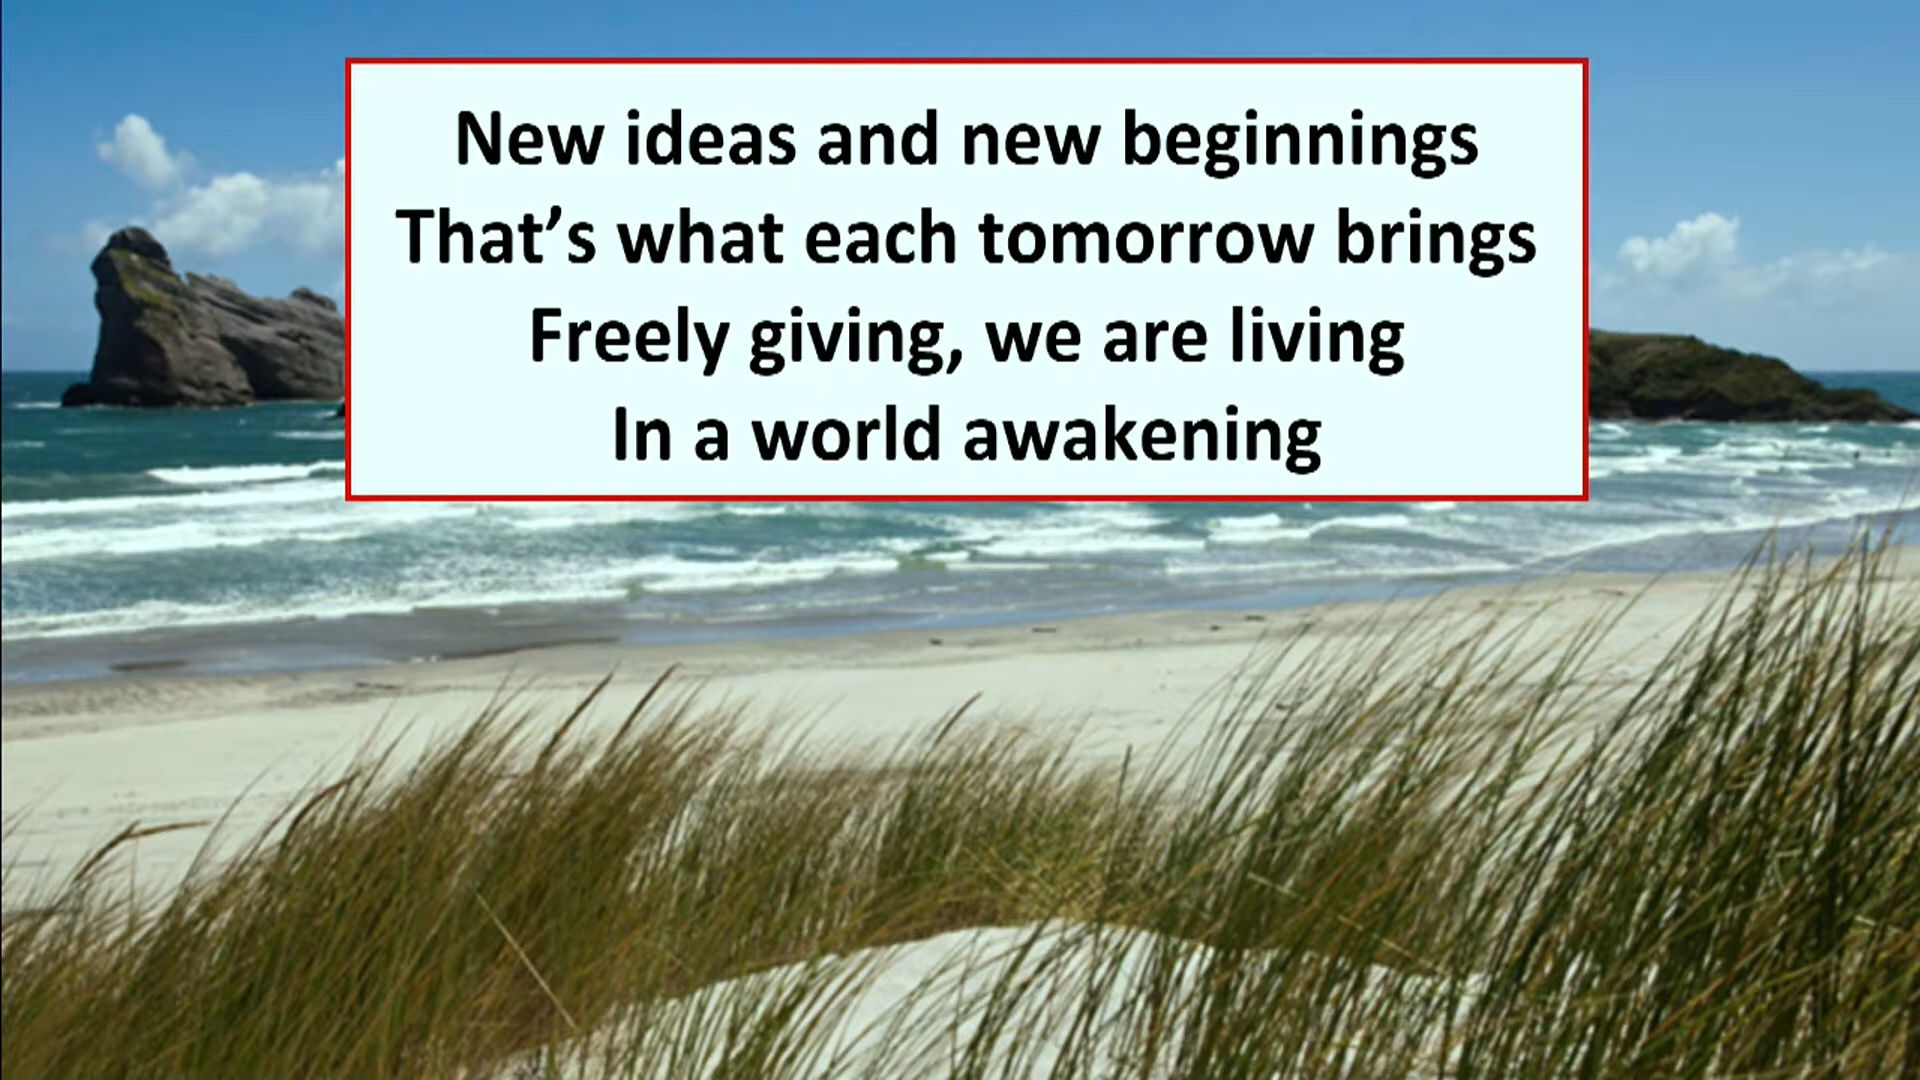 New ideas and new beginnings
That’s what each tomorrow brings
Freely giving, we are living
In a world awakening